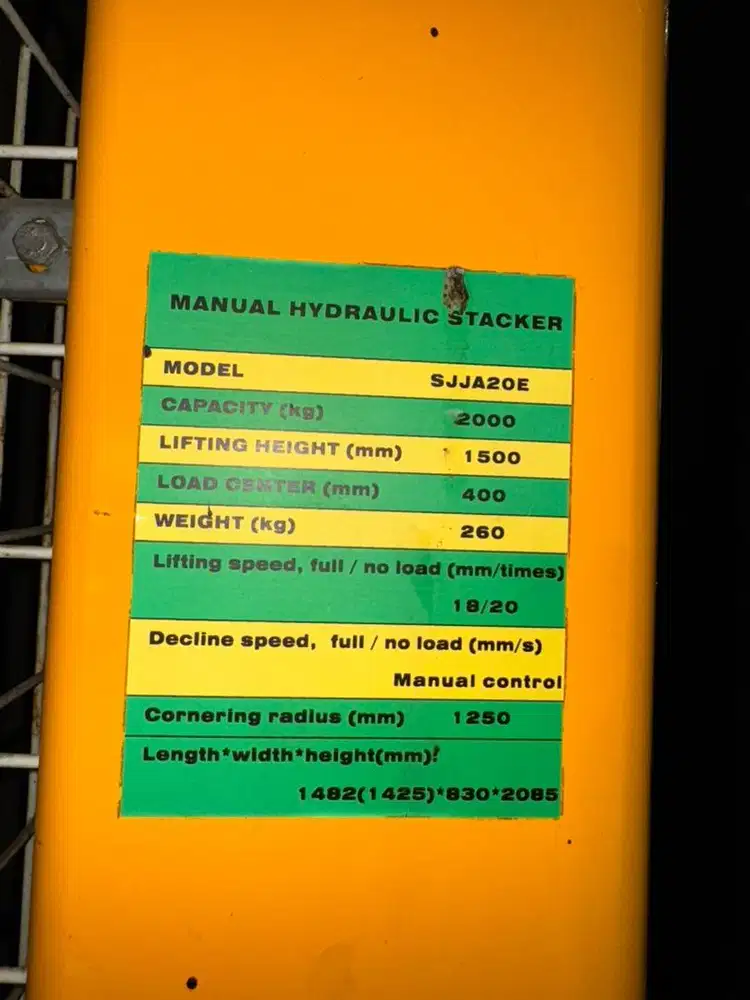 MANUAL HYDRAULIC STACKER
MODEL SJJA20E
CAPACITY (kg) 2000
LIFTING HEIGHT (mm) 1500
LOAD CENTER (mm) 400
WEIGHT (kg) 260
Lifting speed, full / no load (mm/times)
18/20
Decline speed, full / no load (mm/s)
Manual control
Cornering radius (mm) 1250
Length*width*height(mm):
1482(1425)*830*2085